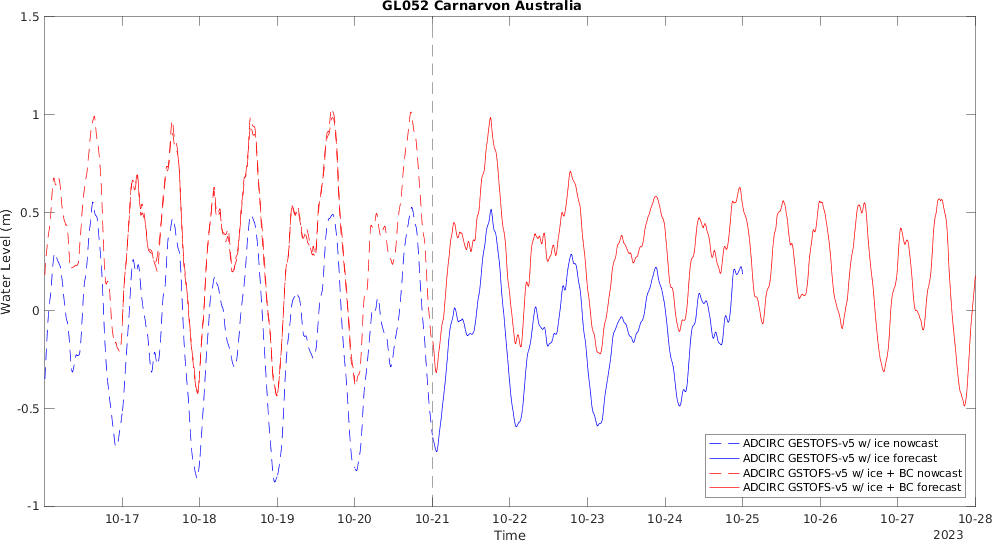 GL052 Carnarvon Australia
Water Level (m)
1.5
1
0.5
0
-0.5
-1
ADCIRC GESTOFS-v5 w/ ice nowcast
ADCIRC GESTOFS-v5 w/ ice forecast
ADCIRC GSTOFS-v5 w/ ice + BC nowcast
ADCIRC GSTOFS-v5 w/ ice + BC forecast
10-17 10-18 10-19 10-20 10-21 10-22 10-23 10-24 10-25 10-26 10-27 10-28
Time
2023